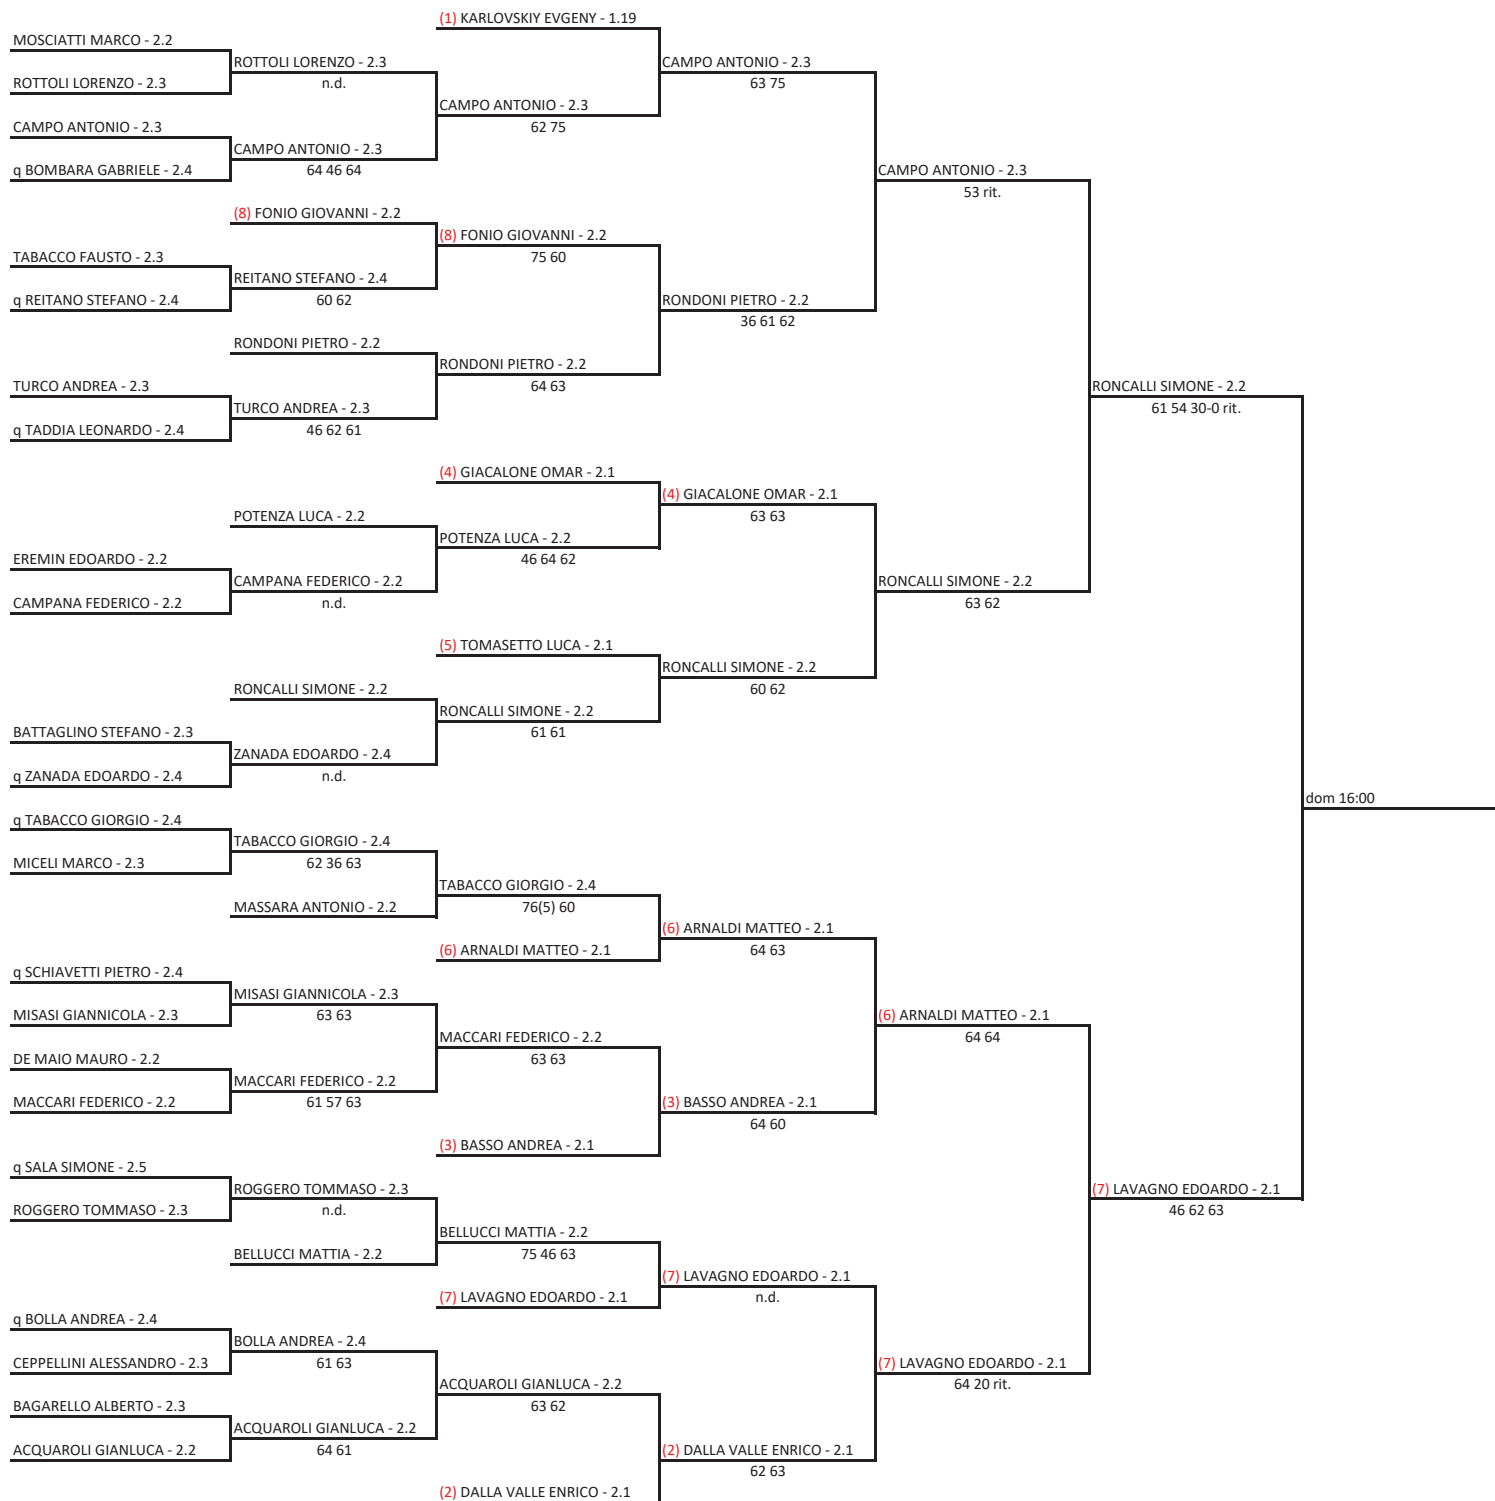 (1) KARLOVSKIY EVGENY - 1.19
MOSCIATTI MARCO - 2.2
ROTTOLI LORENZO - 2.3
CAMPO ANTONIO - 2.3
ROTTOLI LORENZO - 2.3
n.d.
63 75
CAMPO ANTONIO - 2.3
62 75
CAMPO ANTONIO - 2.3
CAMPO ANTONIO - 2.3
q BOMBARA GABRIELE - 2.4
64 46 64
CAMPO ANTONIO - 2.3
53 rit.
(8) FONIO GIOVANNI - 2.2
(8) FONIO GIOVANNI - 2.2
75 60
TABACCO FAUSTO - 2.3
REITANO STEFANO - 2.4
q REITANO STEFANO - 2.4
60 62
RONDONI PIETRO - 2.2
36 61 62
RONDONI PIETRO - 2.2
RONDONI PIETRO - 2.2
64 63
TURCO ANDREA - 2.3
RONCALLI SIMONE - 2.2
61 54 30-0 rit.
TURCO ANDREA - 2.3
q TADDIA LEONARDO - 2.4
46 62 61
(4) GIACALONE OMAR - 2.1
(4) GIACALONE OMAR - 2.1
63 63
POTENZA LUCA - 2.2
POTENZA LUCA - 2.2
46 64 62
EREMIN EDOARDO - 2.2
CAMPANA FEDERICO - 2.2
RONCALLI SIMONE - 2.2
CAMPANA FEDERICO - 2.2
n.d.
63 62
(5) TOMASETTO LUCA - 2.1
RONCALLI SIMONE - 2.2
60 62
RONCALLI SIMONE - 2.2
RONCALLI SIMONE - 2.2
61 61
BATTAGLINO STEFANO - 2.3
ZANADA EDOARDO - 2.4
q ZANADA EDOARDO - 2.4
n.d.
dom 16:00
q TABACCO GIORGIO - 2.4
TABACCO GIORGIO - 2.4
MICELI MARCO - 2.3
62 36 63
TABACCO GIORGIO - 2.4
76(5) 60
MASSARA ANTONIO - 2.2
(6) ARNALDI MATTEO - 2.1
64 63
(6) ARNALDI MATTEO - 2.1
q SCHIAVETTI PIETRO - 2.4
MISASI GIANNICOLA - 2.3
MISASI GIANNICOLA - 2.3
63 63
(6) ARNALDI MATTEO - 2.1
64 64
MACCARI FEDERICO - 2.2
63 63
DE MAIO MAURO - 2.2
MACCARI FEDERICO - 2.2
MACCARI FEDERICO - 2.2
61 57 63
(3) BASSO ANDREA - 2.1
64 60
(3) BASSO ANDREA - 2.1
q SALA SIMONE - 2.5
ROGGERO TOMMASO - 2.3
ROGGERO TOMMASO - 2.3
n.d.
(7) LAVAGNO EDOARDO - 2.1
46 62 63
BELLUCCI MATTIA - 2.2
75 46 63
BELLUCCI MATTIA - 2.2
(7) LAVAGNO EDOARDO - 2.1
n.d.
(7) LAVAGNO EDOARDO - 2.1
q BOLLA ANDREA - 2.4
BOLLA ANDREA - 2.4
CEPPELLINI ALESSANDRO - 2.3
61 63
(7) LAVAGNO EDOARDO - 2.1
64 20 rit.
ACQUAROLI GIANLUCA - 2.2
63 62
BAGARELLO ALBERTO - 2.3
ACQUAROLI GIANLUCA - 2.2
ACQUAROLI GIANLUCA - 2.2
64 61
(2) DALLA VALLE ENRICO - 2.1
62 63
(2) DALLA VALLE ENRICO - 2.1